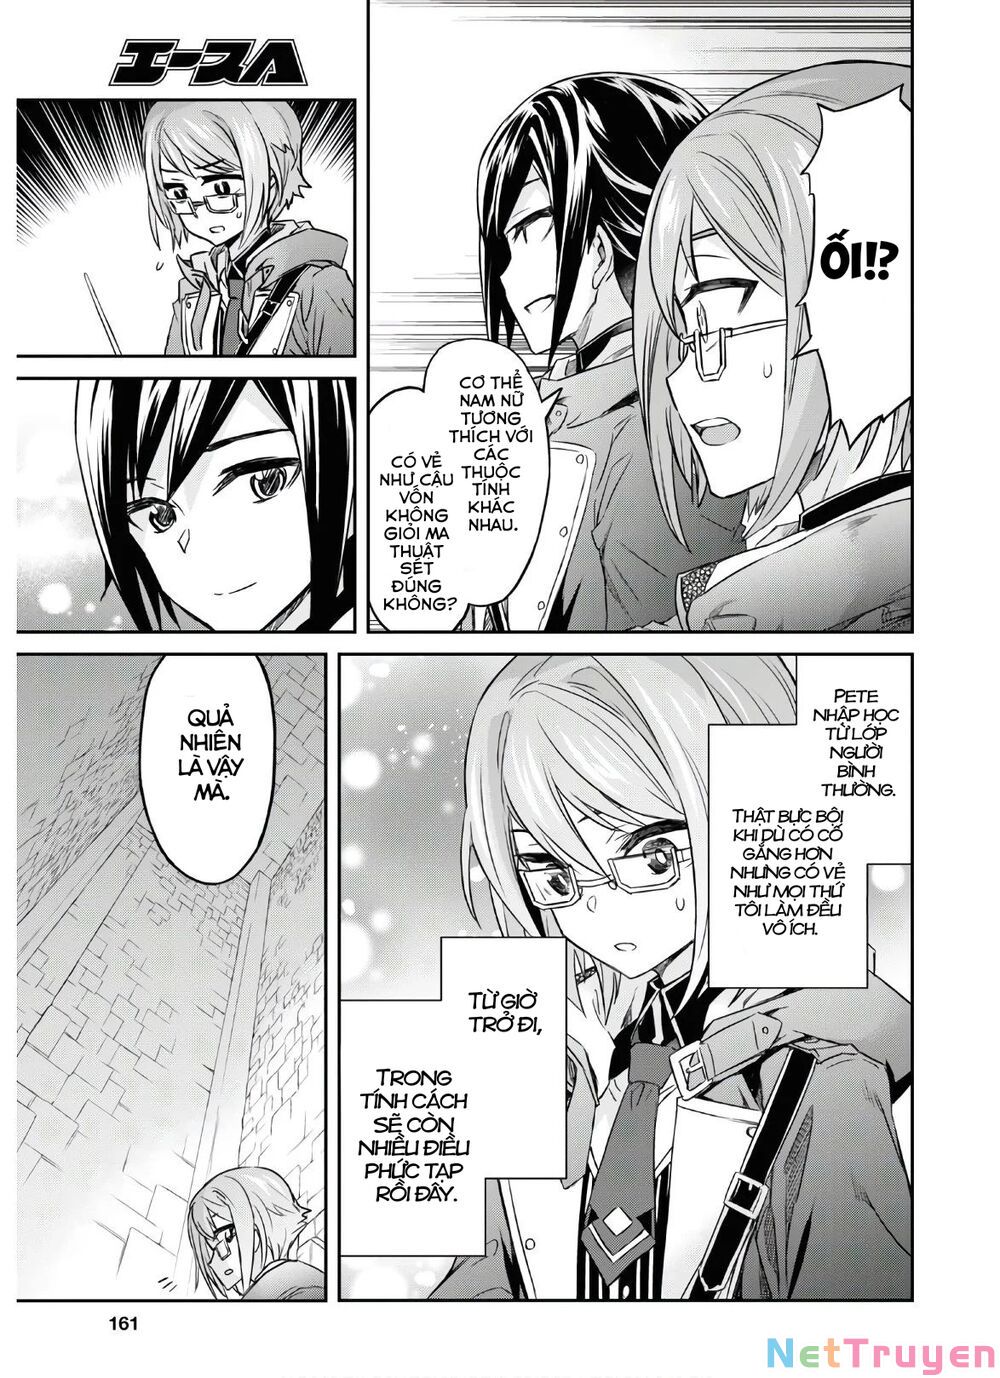 エースA
ỐI!?
CƠ THỂ
NAM NỮ
TƯƠNG
THÍCH VỚI
CÁC
THUỘC
TÍNH
KHÁC
NHAU.
CÓ VẺ
NHƯ CẬU
VỐN
KHÔNG
GIỎI MA
THUẬT
SÉT
ĐÚNG
KHÔNG?
PETE
NHẬP HỌC
TỪ LỚP
NGƯỜI
BÌNH
THƯỜNG.
THẬT BỰC BỘI
KHI DÙ CÓ CỐ
GẮNG HƠN
NHƯNG CÓ VẺ
NHƯ MỌI THỨ
TÔI LÀM ĐỀU
VÔ ÍCH.
TỪ GIỜ
TRỞ ĐI,
TRONG
TÍNH CÁCH
SẼ CÒN
NHIỀU ĐIỀU
PHỨC TẠP
RỒI ĐÂY.
QUẢ
NHIÊN
LÀ VẬY
MÀ.
161
NetTruyen